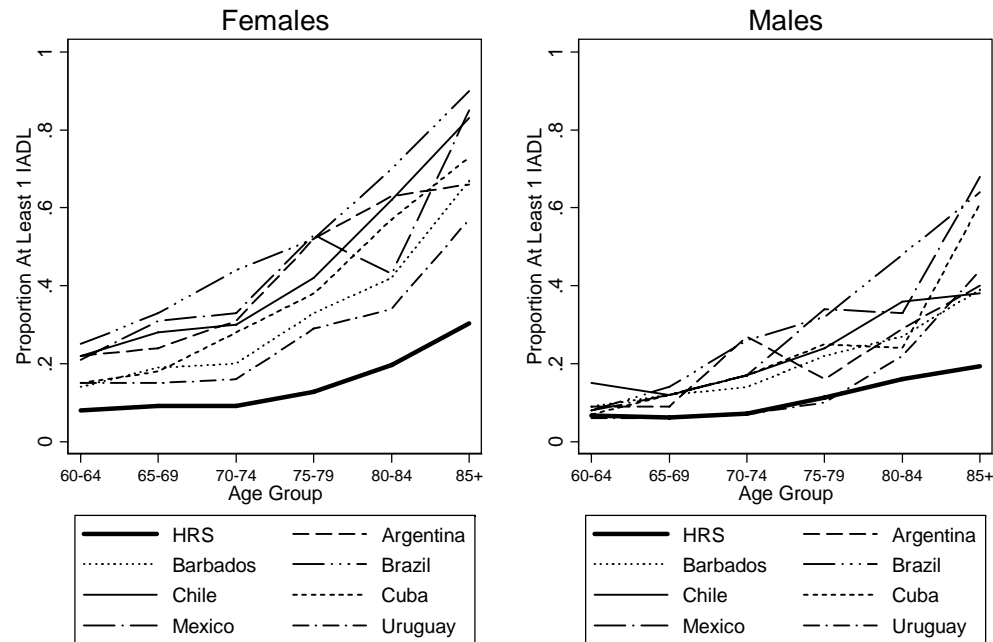 Females
Proportion At Least 1 IADL
1
.8
.6
.4
.2
0
60-64 65-69 70-74 75-79 80-84 85+
Age Group
HRS Argentina
Barbados Brazil
Chile Cuba
Mexico Uruguay
Males
Proportion At Least 1 IADL
1
.8
.6
.4
.2
0
60-64 65-69 70-74 75-79 80-84 85+
Age Group
HRS Argentina
Barbados Brazil
Chile Cuba
Mexico Uruguay